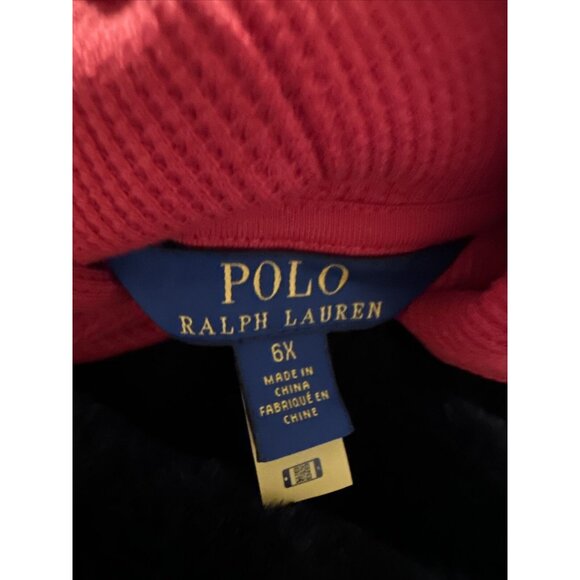 POLO
RALPH LAUREN
6X
MADE IN
CHINA
FABRIQUÉ EN
CHINE